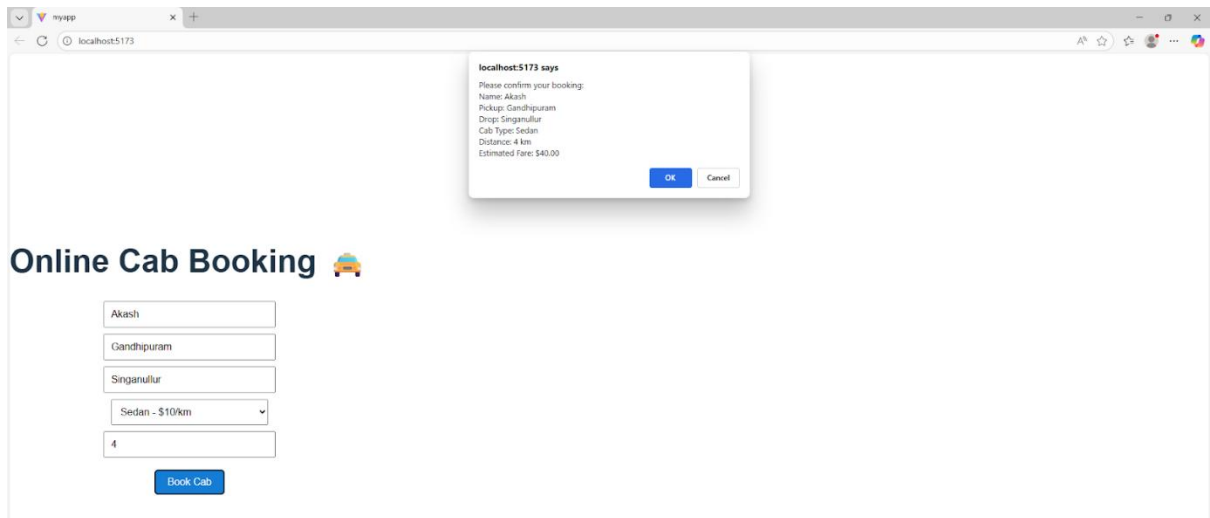 myapp
localhost:5173
localhost:5173 says
Please confirm your booking:
Name: Akash
Pickup: Gandhipuram
Drop: Singanullur
Cab Type: Sedan
Distance: 4 km
Estimated Fare: $40.00
OK Cancel
Online Cab Booking
Akash
Gandhipuram
Singanullur
Sedan - $10/km
4
Book Cab